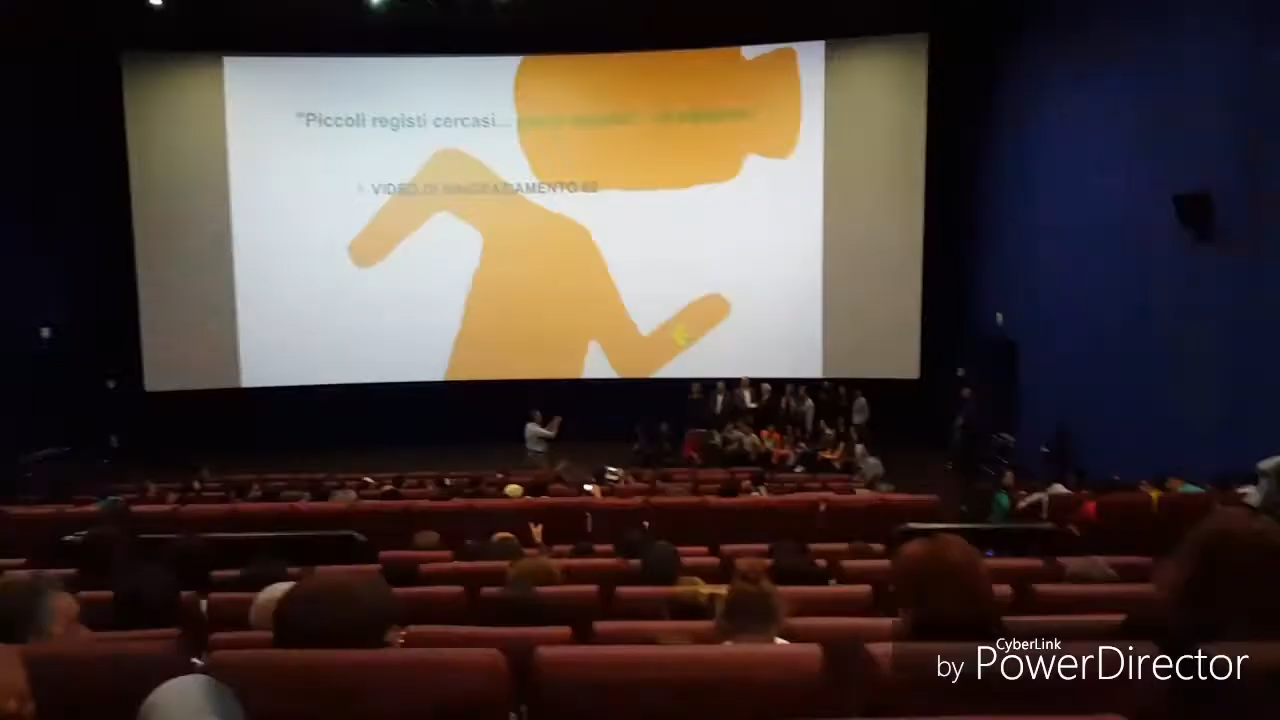 "Piccoli registi cercasi...
VIDEO DI RINGRAZIAMENTO
CyberLink
by PowerDirector